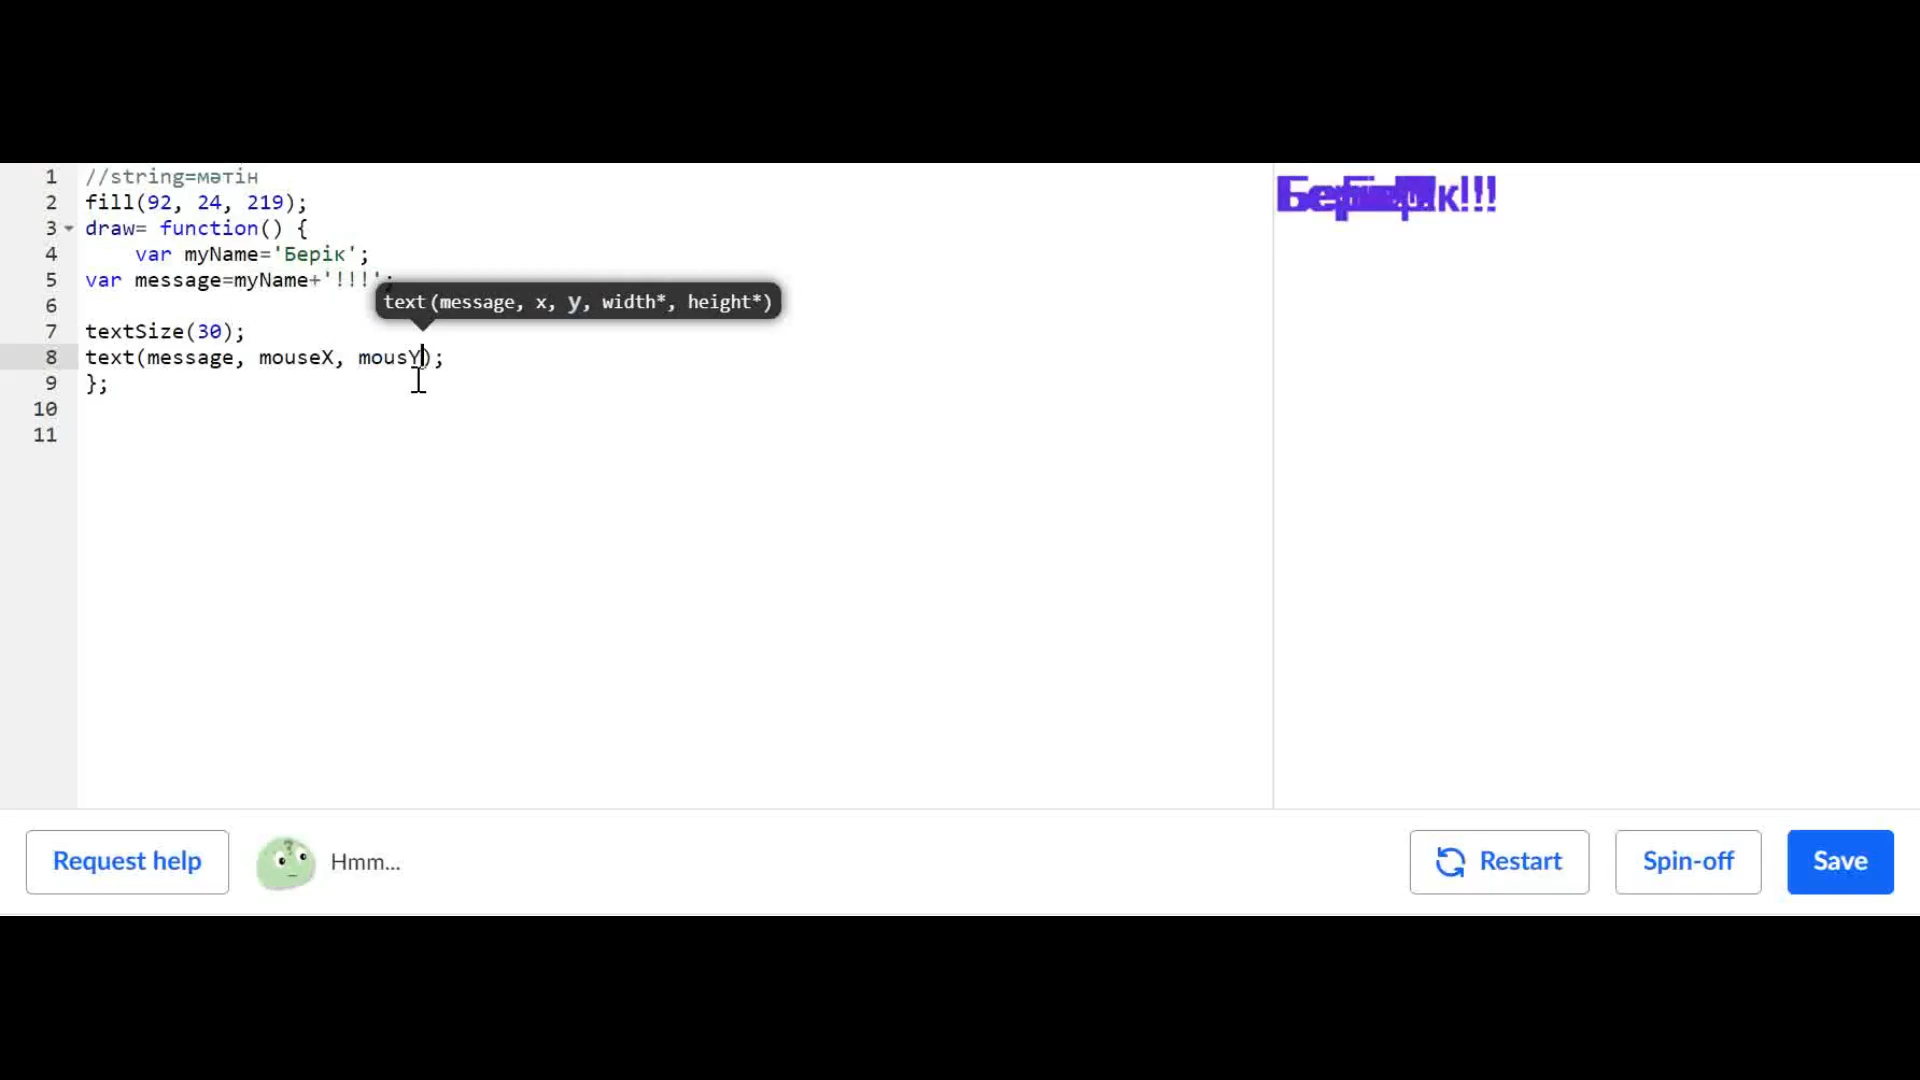 1 //string=мәтін
2 fill(92, 24, 219);
3 draw= function() {
4 var myName='Берік';
5 var message=myName+'!!!';
6
text(message, x, y, width*, height*)
7 textSize(30);
8 text(message, mouseX, mousY);
9 };
10
11
к!!!
Request help
Hmm...
Restart
Spin-off
Save